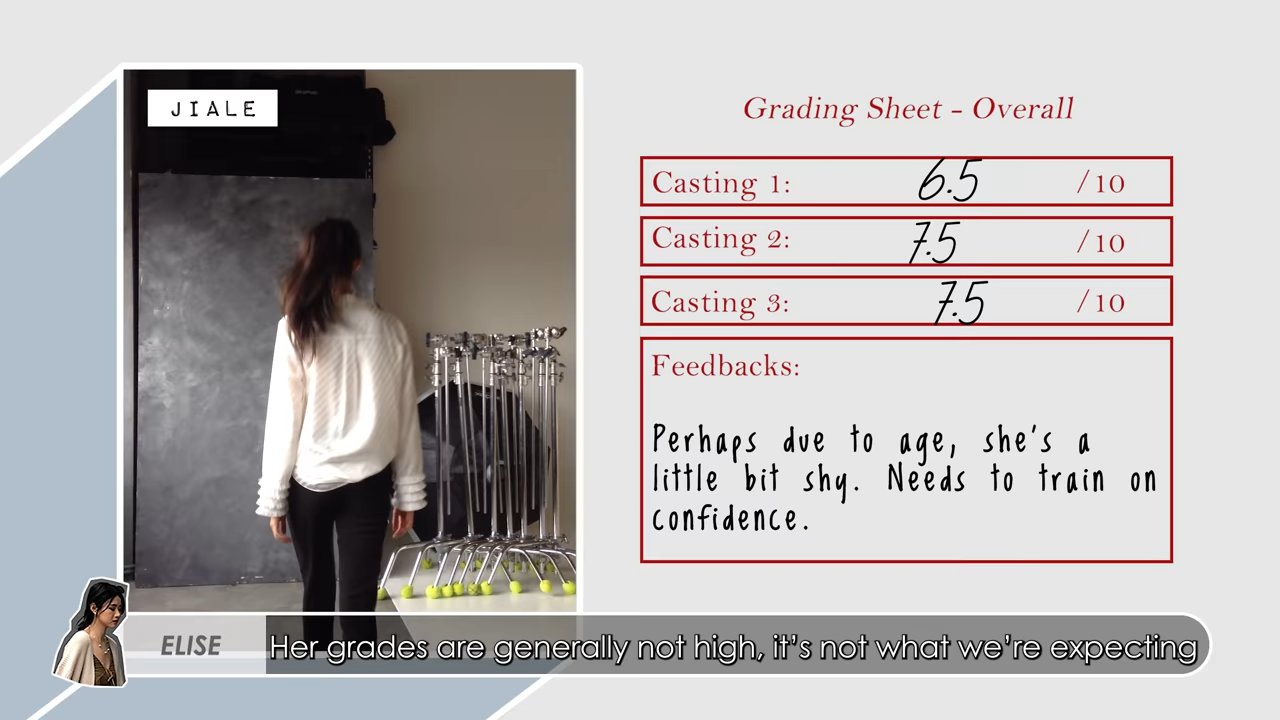 JIALE
Grading Sheet - Overall
Casting 1: 6.5 /10
Casting 2: 7.5 /10
Casting 3: 7.5 /10
Feedbacks:
Perhaps due to age, she's a
little bit shy. Needs to train on
confidence.
ELISE Her grades are generally not high, it's not what we're expecting